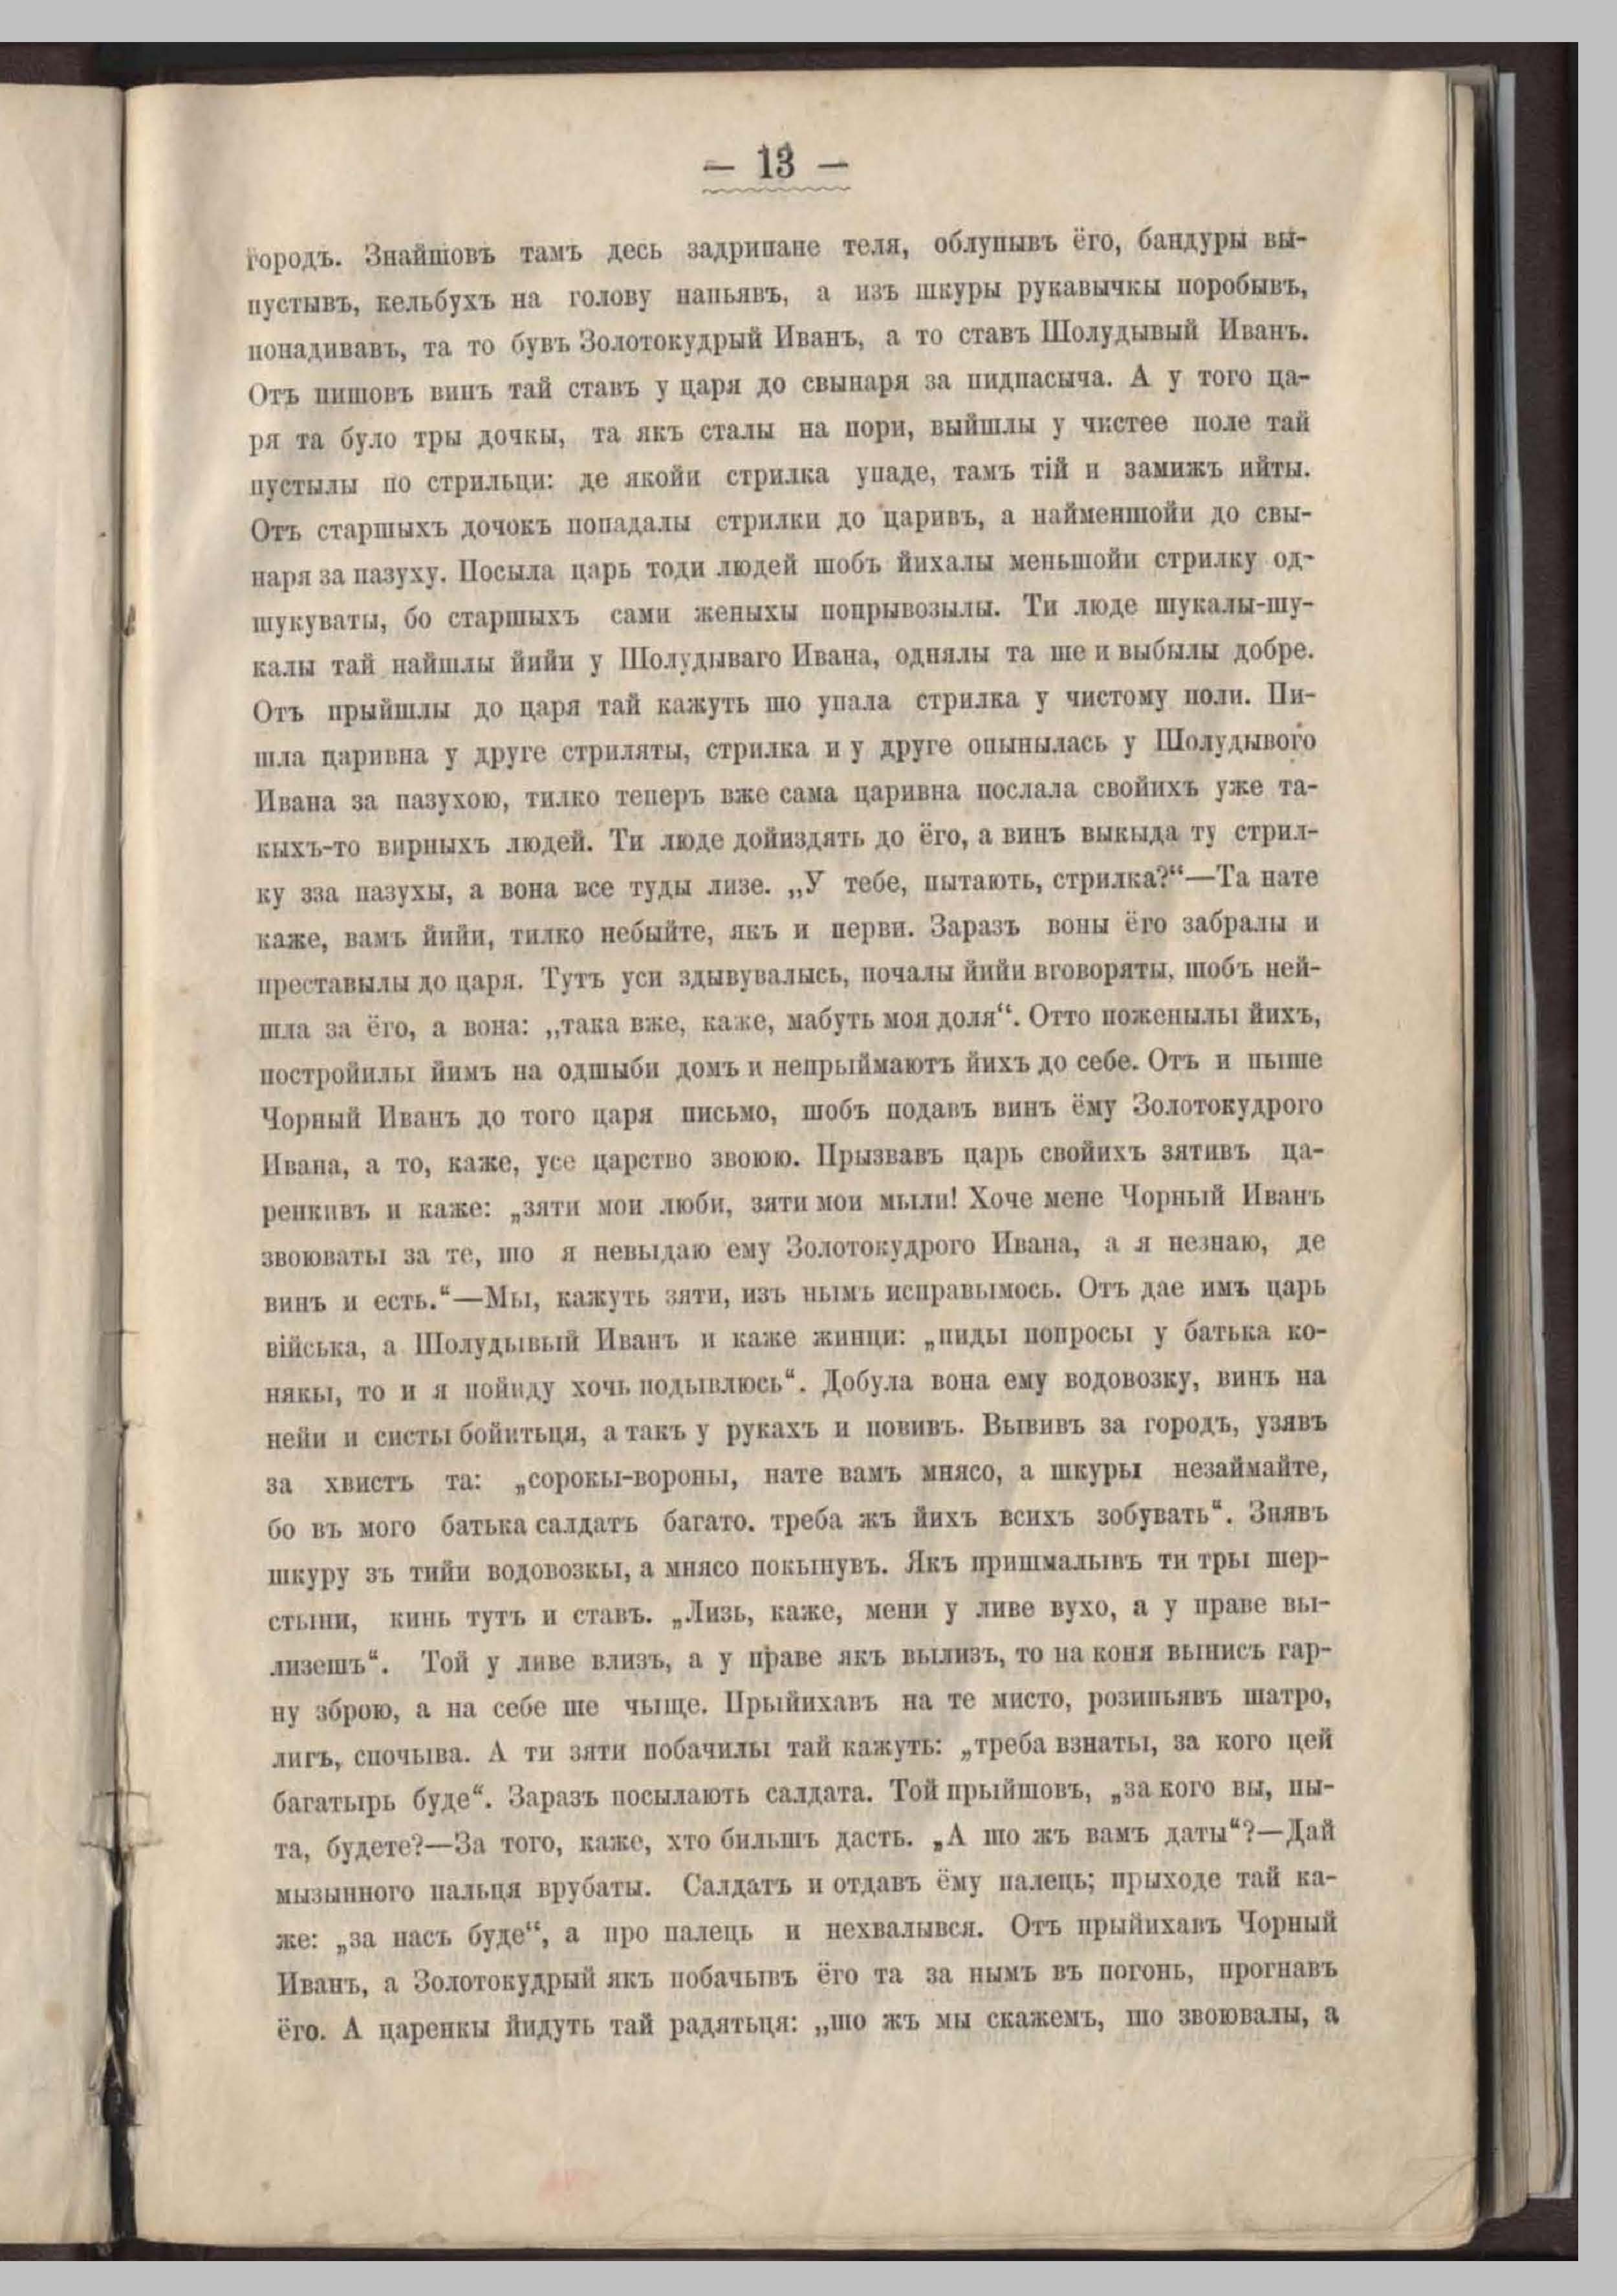 — 13 —
городъ. Знайшовъ тамъ десь задрипане теля, облупывъ ёго, бандуры вы-
пустывъ, кельбухъ на голову напьявъ, а изъ шкуры рукавычкы поробывъ,
понадивавъ, та то бувъ Золотокудрый Иванъ, а то ставъ Шолудывый Иванъ.
Отъ пишовъ винъ тай ставъ у царя до свынаря за пидпасыча. А у того ца-
ря та було тры дочкы, та якъ сталы на пори, выйшлы у чистее поле тай
пустылы по стрильци: де якойи стрилка упаде, тамъ тій и замижъ ийты.
Отъ старшыхъ дочокъ попадалы стрилки до царивъ, а найменшойи до свы-
наря за пазуху. Посыла царь тоди людей шобъ йихалы меньшойи стрилку од-
шукуваты, бо старшыхъ сами женыхы попрывозылы. Ти люде шукалы-шу-
калы тай найшлы йийи у Шолудываго Ивана, однялы та ше и выбылы добре.
Отъ прыйшлы до царя тай кажуть шо упала стрилка у чистому поли. Пи-
шла царивна у друге стриляты, стрилка и у друге опынылась у Шолудывого
Ивана за пазухою, тилко теперъ вже сама царивна послала свойихъ уже та-
кыхъ-то вирныхъ людей. Ти люде дойиздять до ёго, а винъ выкыда ту стрил-
ку зза пазухы, а вона все туды лизе. „У тебе, пытають, стрилка?“—Та нате
каже, вамъ йийи, тилко небыйте, якъ и перви. Заразъ воны ёго забралы и
преставылы до царя. Тутъ уси здывувалысь, почалы йийи вговоряты, шобъ ней-
шла за ёго, а вона: „така вже, каже, мабуть моя доля“. Отто поженылы йихъ,
постройилы йимъ на одшыби домъ и непрыймаютъ йихъ до себе. Отъ и пыше
Чорный Иванъ до того царя письмо, шобъ подавъ винъ ёму Золотокудрого
Ивана, а то, каже, усе царство звоюю. Прызвавъ царь свойихъ зятивъ ца-
ренкивъ и каже: „зяти мои люби, зяти мои мыли! Хоче мене Чорный Иванъ
звоюваты за те, шо я невыдаю ему Золотокудрого Ивана, а я незнаю, де
винъ и есть.“—Мы, кажуть зяти, изъ нымъ исправымось. Отъ дае имъ царь
війська, а Шолудывый Иванъ и каже жинци: „пиды попросы у батька ко-
някы, то и я пойиду хочь подывлюсь“. Добула вона ему водовозку, винъ на
нейи и систы бойитьця, а такъ у рукахъ и повивъ. Вывивъ за городъ, узявъ
за хвистъ та: „сорокы-вороны, нате вамъ мнясо, а шкуры незаймайте,
бо въ мого батька салдатъ багато. треба жъ йихъ всихъ зобувать“. Знявъ
шкуру зъ тийи водовозкы, а мнясо покынувъ. Якъ пришмалывъ ти тры шер-
стыни, кинь тутъ и ставъ. „Лизь, каже, мени у ливе вухо, а у праве вы-
лизешъ“. Той у ливе влизъ, а у праве якъ вылизъ, то на коня вынисъ гар-
ну зброю, а на себе ше чыще. Прыйихавъ на те мисто, розипьявъ шатро,
лигъ, спочыва. А ти зяти побачилы тай кажуть: „треба взнаты, за кого цей
багатырь буде“. Заразъ посылають салдата. Той прыйшовъ, „за кого вы, пы-
та, будете?—За того, каже, хто бильшъ дасть. „А шо жъ вамъ даты“?—Дай
мызынного пальця врубаты. Салдатъ и отдавъ ёму палець; прыходе тай ка-
же: „за насъ буде“, а про палець и нехвалывся. Отъ прыйихавъ Чорный
Иванъ, а Золотокудрый якъ побачывъ ёго та за нымъ въ погонь, прогнавъ
ёго. А царенкы йидуть тай радятьця: „шо жъ мы скажемъ, шо звоювалы, а